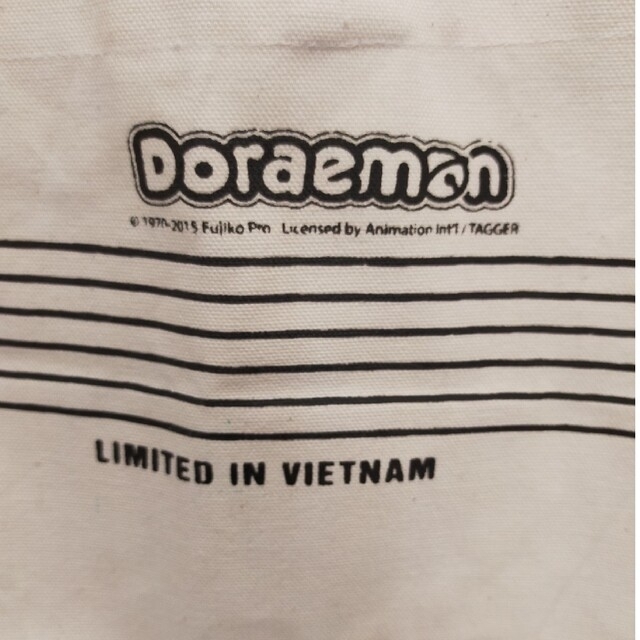 Doraemon
© 1970-2015 Fujiko Pro Licensed by Animation Int'l / TAGGER
LIMITED IN VIETNAM